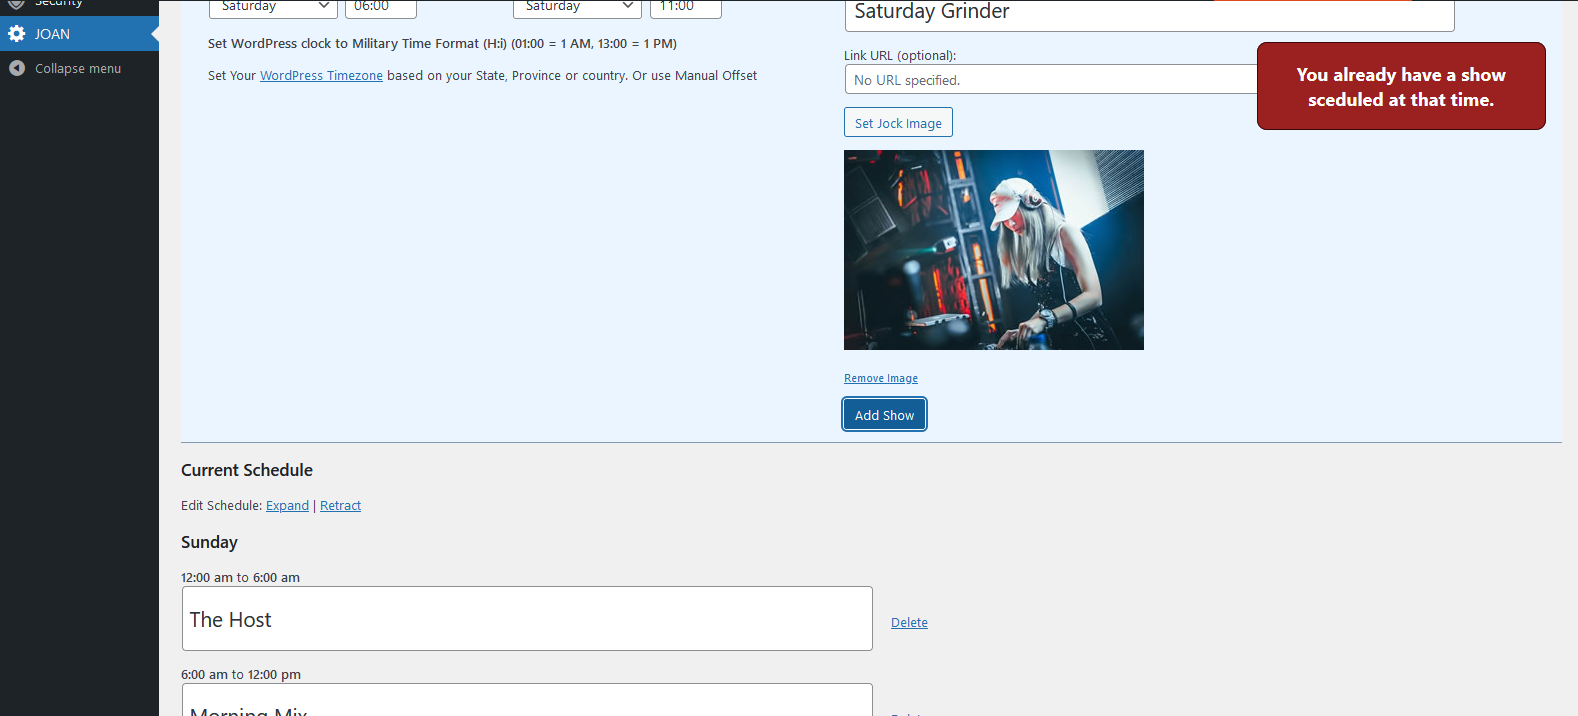 Security
JOAN
Collapse menu
Saturday
06:00
Saturday
11:00
Set WordPress clock to Military Time Format (H:i) (01:00 = 1 AM, 13:00 = 1 PM)
Set Your WordPress Timezone based on your State, Province or country. Or use Manual Offset
Saturday Grinder
Link URL (optional):
No URL specified.
You already have a show
sceduled at that time.
Set Jock Image
Remove Image
Add Show
Current Schedule
Edit Schedule: Expand | Retract
Sunday
12:00 am to 6:00 am
The Host
Delete
6:00 am to 12:00 pm
Morning Mix